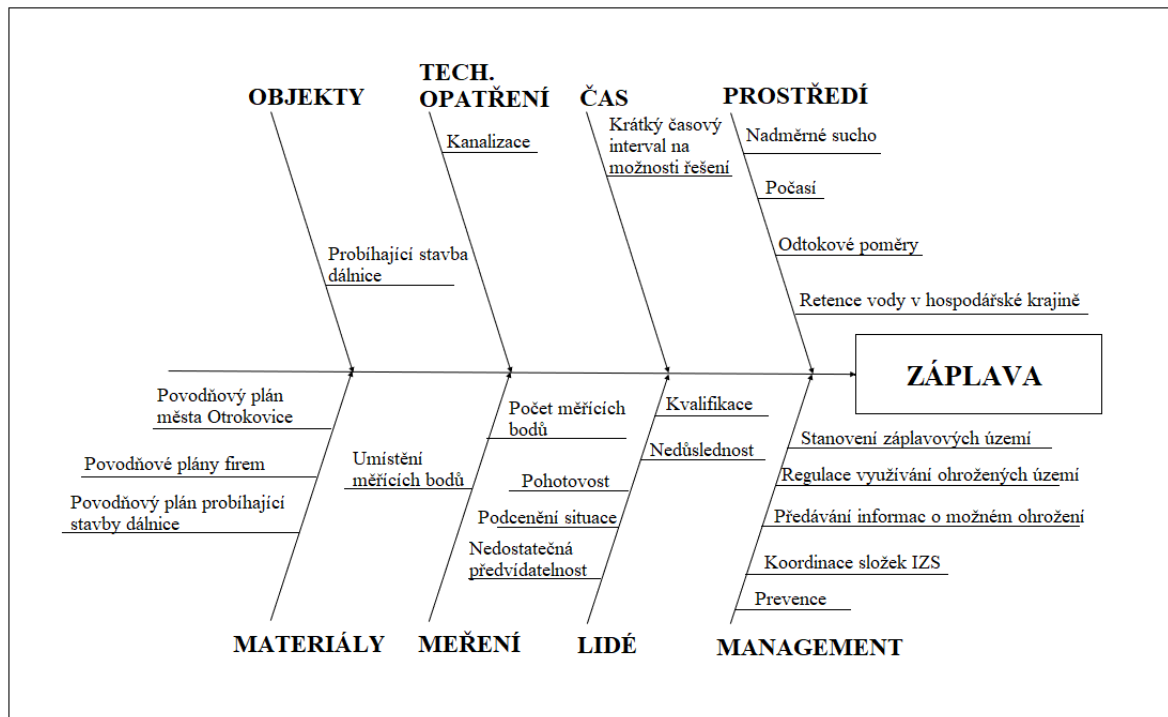 OBJEKTY
TECH.
OPATŘENÍ
ČAS
PROSTŘEDÍ
Kanalizace
Krátký časový
interval na
možnosti řešení
Nadměrné sucho
Počasí
Odtokové poměry
Retence vody v hospodářské krajině
Probíhající stavba
dálnice
ZÁPLAVA
Povodňový plán
města Otrokovice
Povodňové plány firem
Povodňový plán probíhající
stavby dálnice
Počet měřících
bodů
Umístění
měřících bodů
Kvalifikace
Nedůslednost
Pohotovost
Podcenění situace
Nedostatečná
předvídatelnost
Stanovení záplavových území
Regulace využívání ohrožených území
Předávání informac o možném ohrožení
Koordinace složek IZS
Prevence
MATERIÁLY
MEŘENÍ
LIDÉ
MANAGEMENT